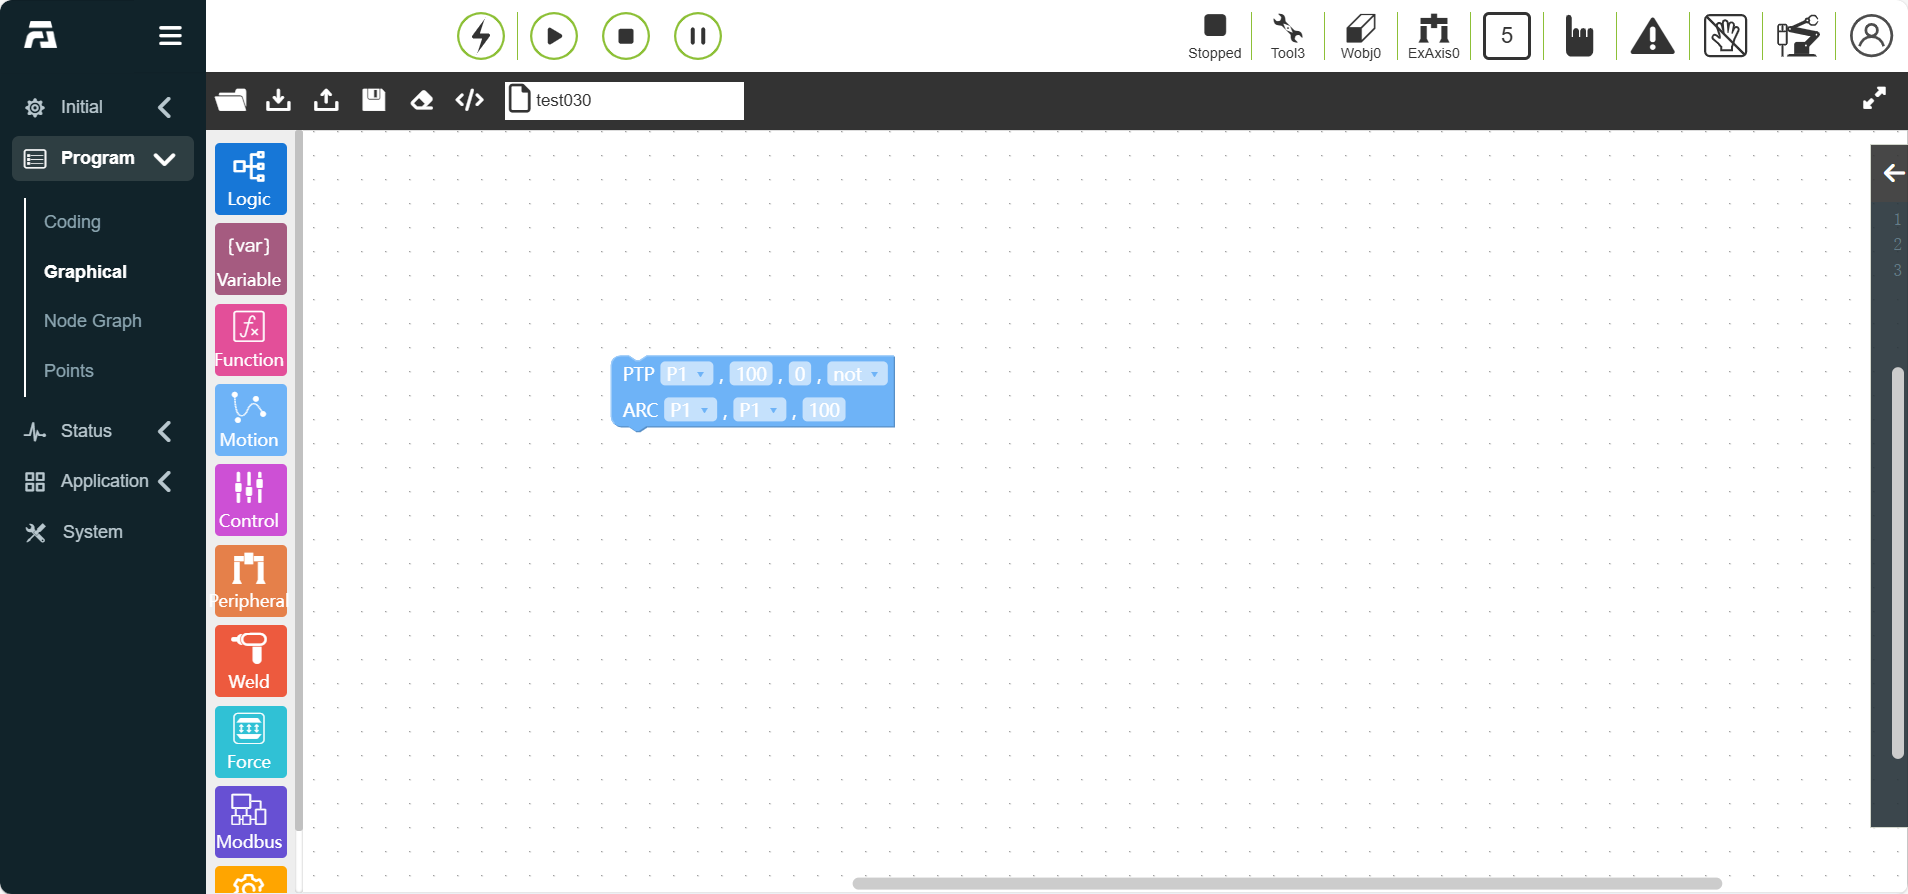 Stopped
Tool3
Wobj0
ExAxis0
5
Initial
Program
Coding
Graphical
Node Graph
Points
Status
Application
System
test030
Logic
{var}
Variable
fx
Function
Motion
Control
Peripheral
Weld
Force
Modbus
PTP P1 , 100 , 0 , not
ARC P1 , P1 , 100
1
2
3